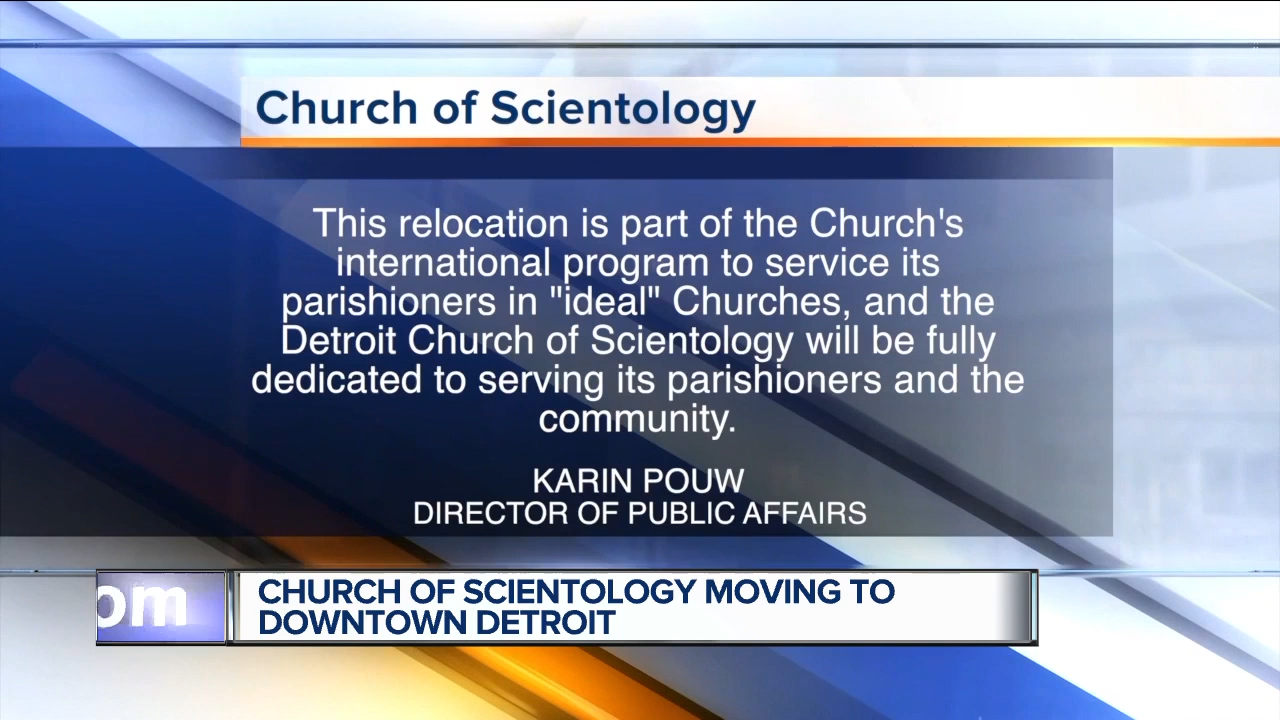 Church of Scientology
This relocation is part of the Church's
international program to service its
parishioners in "ideal" Churches, and the
Detroit Church of Scientology will be fully
dedicated to serving its parishioners and the
community.
KARIN POUW
DIRECTOR OF PUBLIC AFFAIRS
om
CHURCH OF SCIENTOLOGY MOVING TO
DOWNTOWN DETROIT